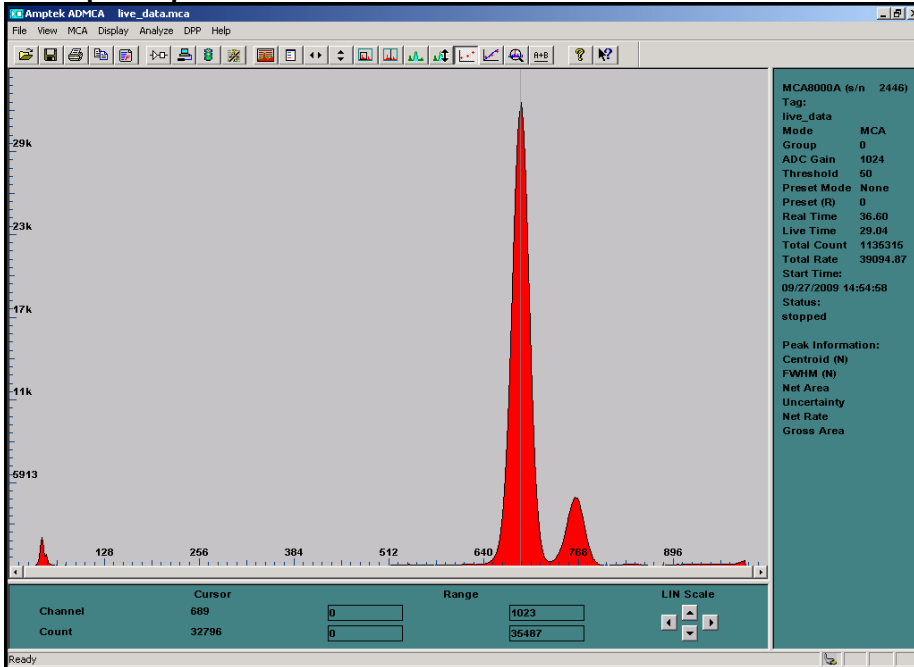 Amptek ADMCA live_data.mca
File View MCA Display Analyze DPP Help
A+B
29k
23k
17k
11k
5913
128 256 384 512 640 768 896
MCA8000A (s/n 2446)
Tag:
live_data
Mode MCA
Group 0
ADC Gain 1024
Threshold 50
Preset Mode None
Preset (R) 0
Real Time 36.60
Live Time 29.04
Total Count 1135315
Total Rate 39094.87
Start Time:
09/27/2009 14:54:58
Status:
stopped
Peak Information:
Centroid (N)
FWHM (N)
Net Area
Uncertainty
Net Rate
Gross Area
Cursor Range LIN Scale
Channel 689 0 1023
Count 32796 0 35487
Ready